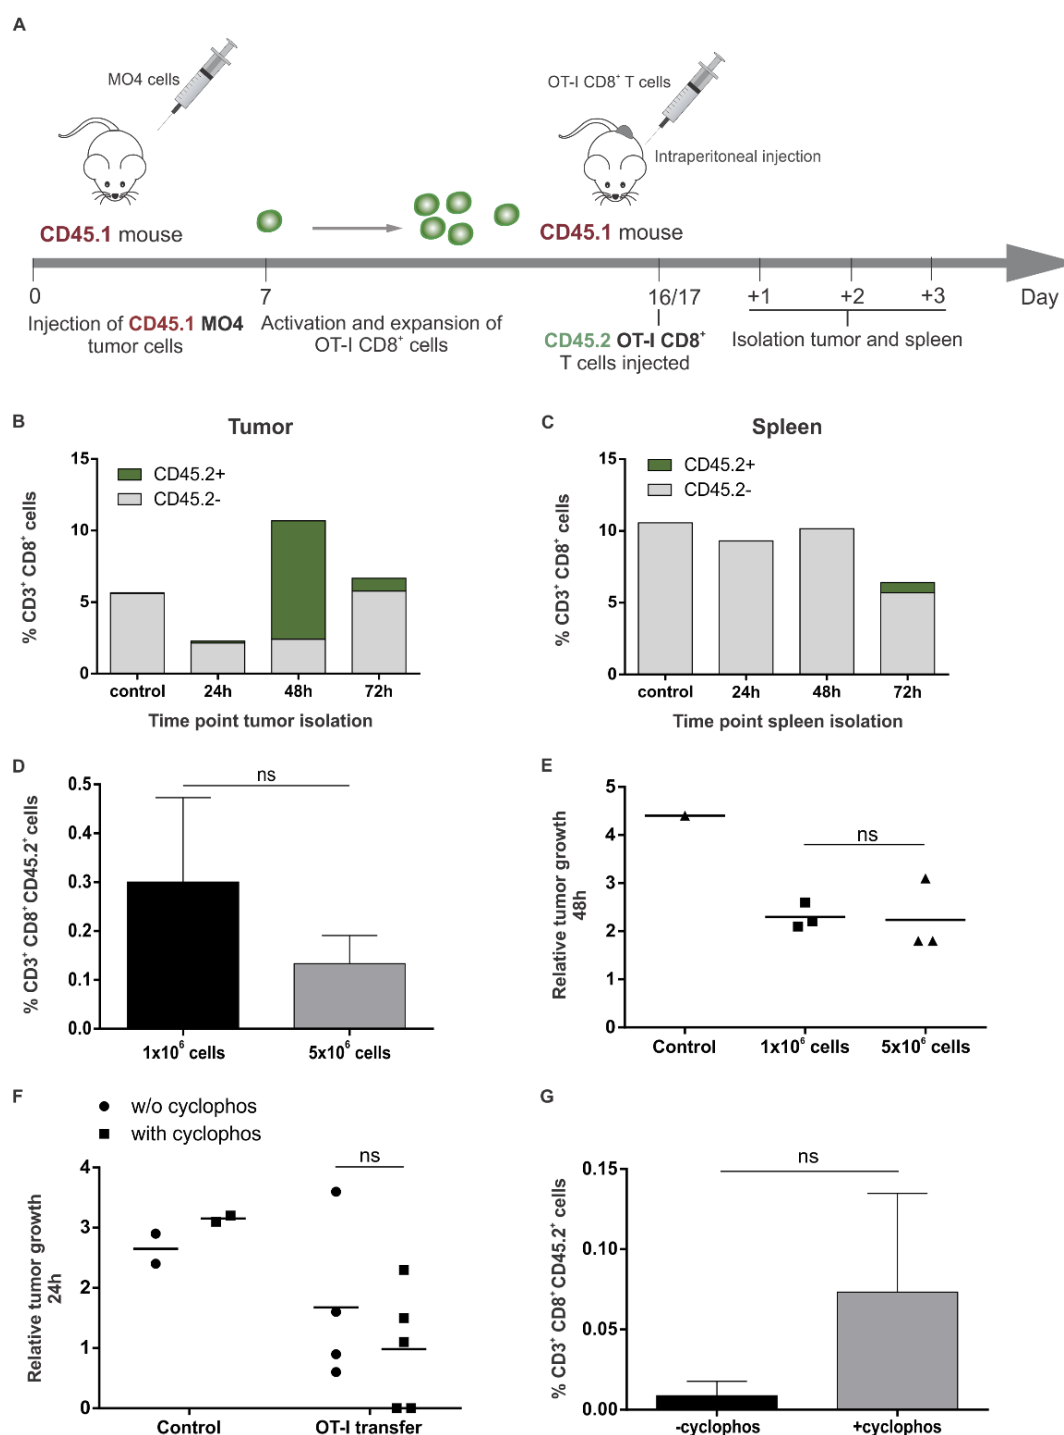 A
MO4 cells
OT-I CD8⁺ T cells
Intraperitoneal injection
CD45.1 mouse
CD45.1 mouse
0
7
16/17
+1
+2
+3
Day
Injection of CD45.1 MO4
tumor cells
Activation and expansion of
OT-I CD8⁺ cells
CD45.2 OT-I CD8⁺
T cells injected
Isolation tumor and spleen
B
Tumor
15
10
5
0
% CD3⁺ CD8⁺ cells
CD45.2+
CD45.2-
control
24h
48h
72h
Time point tumor isolation
C
Spleen
15
10
5
0
% CD3⁺ CD8⁺ cells
CD45.2+
CD45.2-
control
24h
48h
72h
Time point spleen isolation
D
ns
0.5
0.4
0.3
0.2
0.1
0.0
% CD3⁺ CD8⁺ CD45.2⁺ cells
1x10⁶ cells
5x10⁶ cells
E
ns
5
4
3
2
1
0
Relative tumor growth
48h
Control
1x10⁶ cells
5x10⁶ cells
F
w/o cyclophos
with cyclophos
ns
4
3
2
1
0
Relative tumor growth
24h
Control
OT-I transfer
G
ns
0.15
0.10
0.05
0.00
% CD3⁺ CD8⁺ CD45.2⁺ cells
-cyclophos
+cyclophos